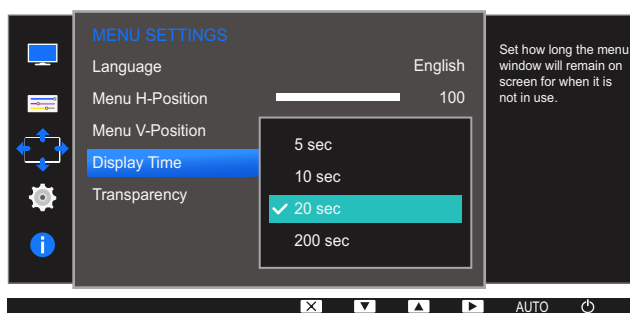 MENU SETTINGS
Language English
Menu H-Position 100
Menu V-Position
Display Time
Transparency
5 sec
10 sec
20 sec
200 sec
Set how long the menu
window will remain on
screen for when it is
not in use.
AUTO